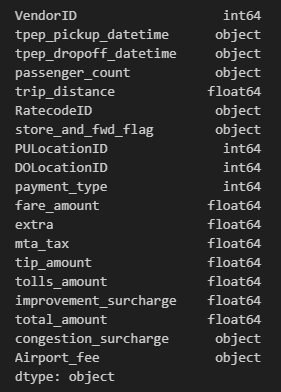 VendorID                   int64
tpep_pickup_datetime      object
tpep_dropoff_datetime     object
passenger_count           object
trip_distance            float64
RatecodeID                object
store_and_fwd_flag        object
PULocationID               int64
DOLocationID               int64
payment_type               int64
fare_amount              float64
extra                    float64
mta_tax                  float64
tip_amount               float64
tolls_amount             float64
improvement_surcharge    float64
total_amount             float64
congestion_surcharge      object
Airport_fee               object
dtype: object